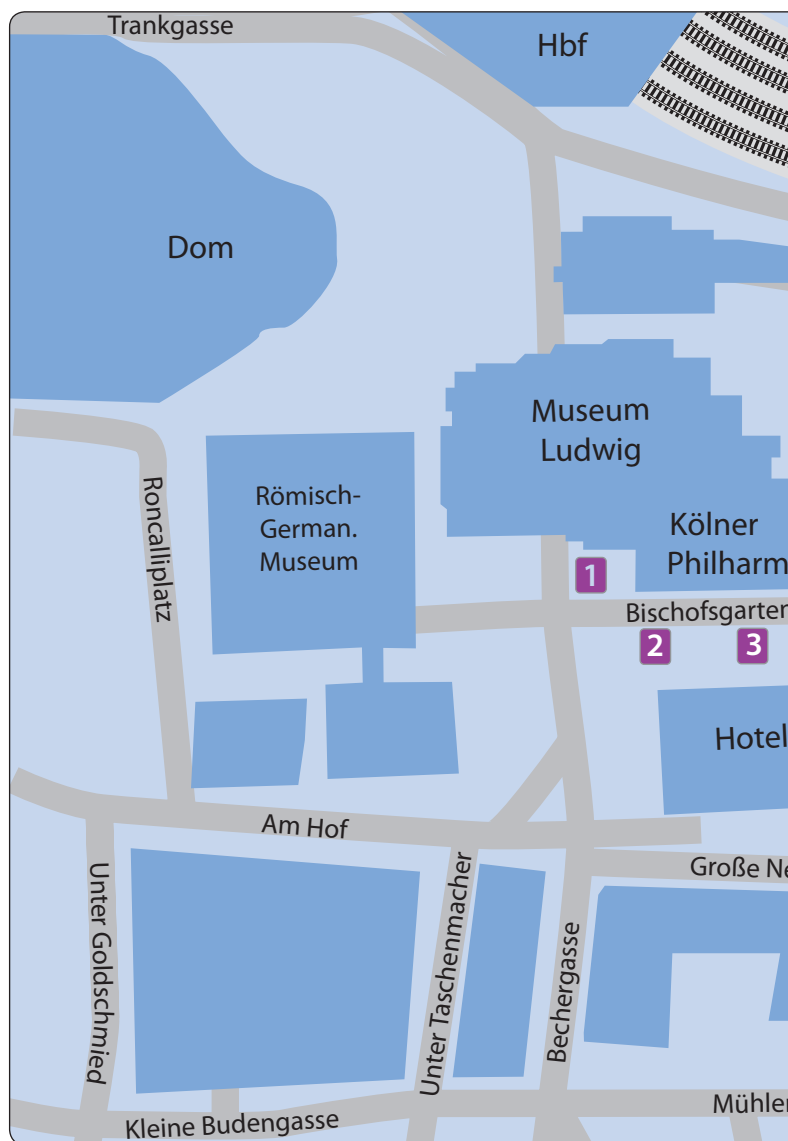 Trankgasse
Hbf
Dom
Museum
Ludwig
Römisch-
German.
Museum
Kölner
Philharm
Roncalliplatz
1
Bischofsgarten
2
3
Hotel
Am Hof
Große Ne
Unter Goldschmied
Unter Taschenmacher
Bechergasse
Mühlen
Kleine Budengasse